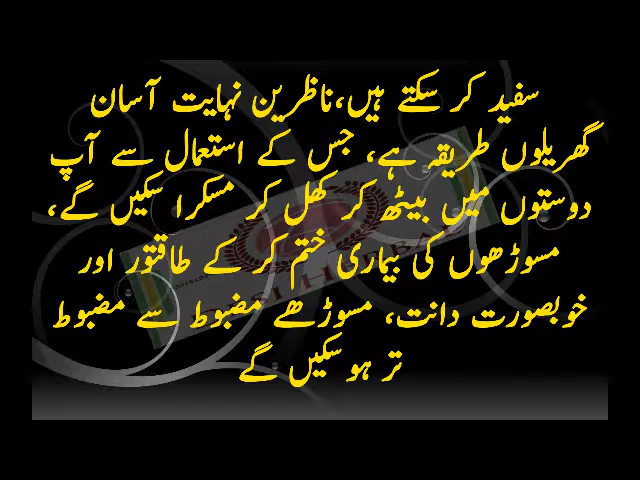 سفید کر سکتے ہیں،ناظرین نہایت آسان
گھریلوں طریقہ ہے، جس کے استعمال سے آپ
دوستوں میں بیٹھ کر کھل کر مسکرا سکیں گے،
مسوڑھوں کی بیماری ختم کر کے طاقتور اور
خوبصورت دانت، مسوڑھے مضبوط سے مضبوط
تر ہو سکیں گے